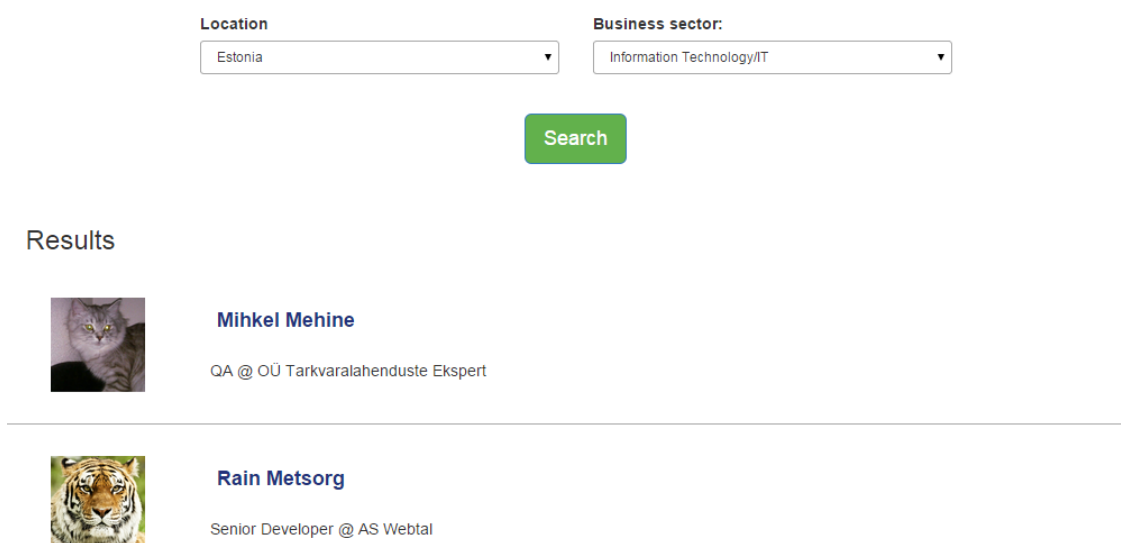 Location Business sector:
Estonia Information Technology/IT
Search
Results
Mihkel Mehine
QA @ OÜ Tarkvaralahenduste Ekspert
Rain Metsorg
Senior Developer @ AS Webtal